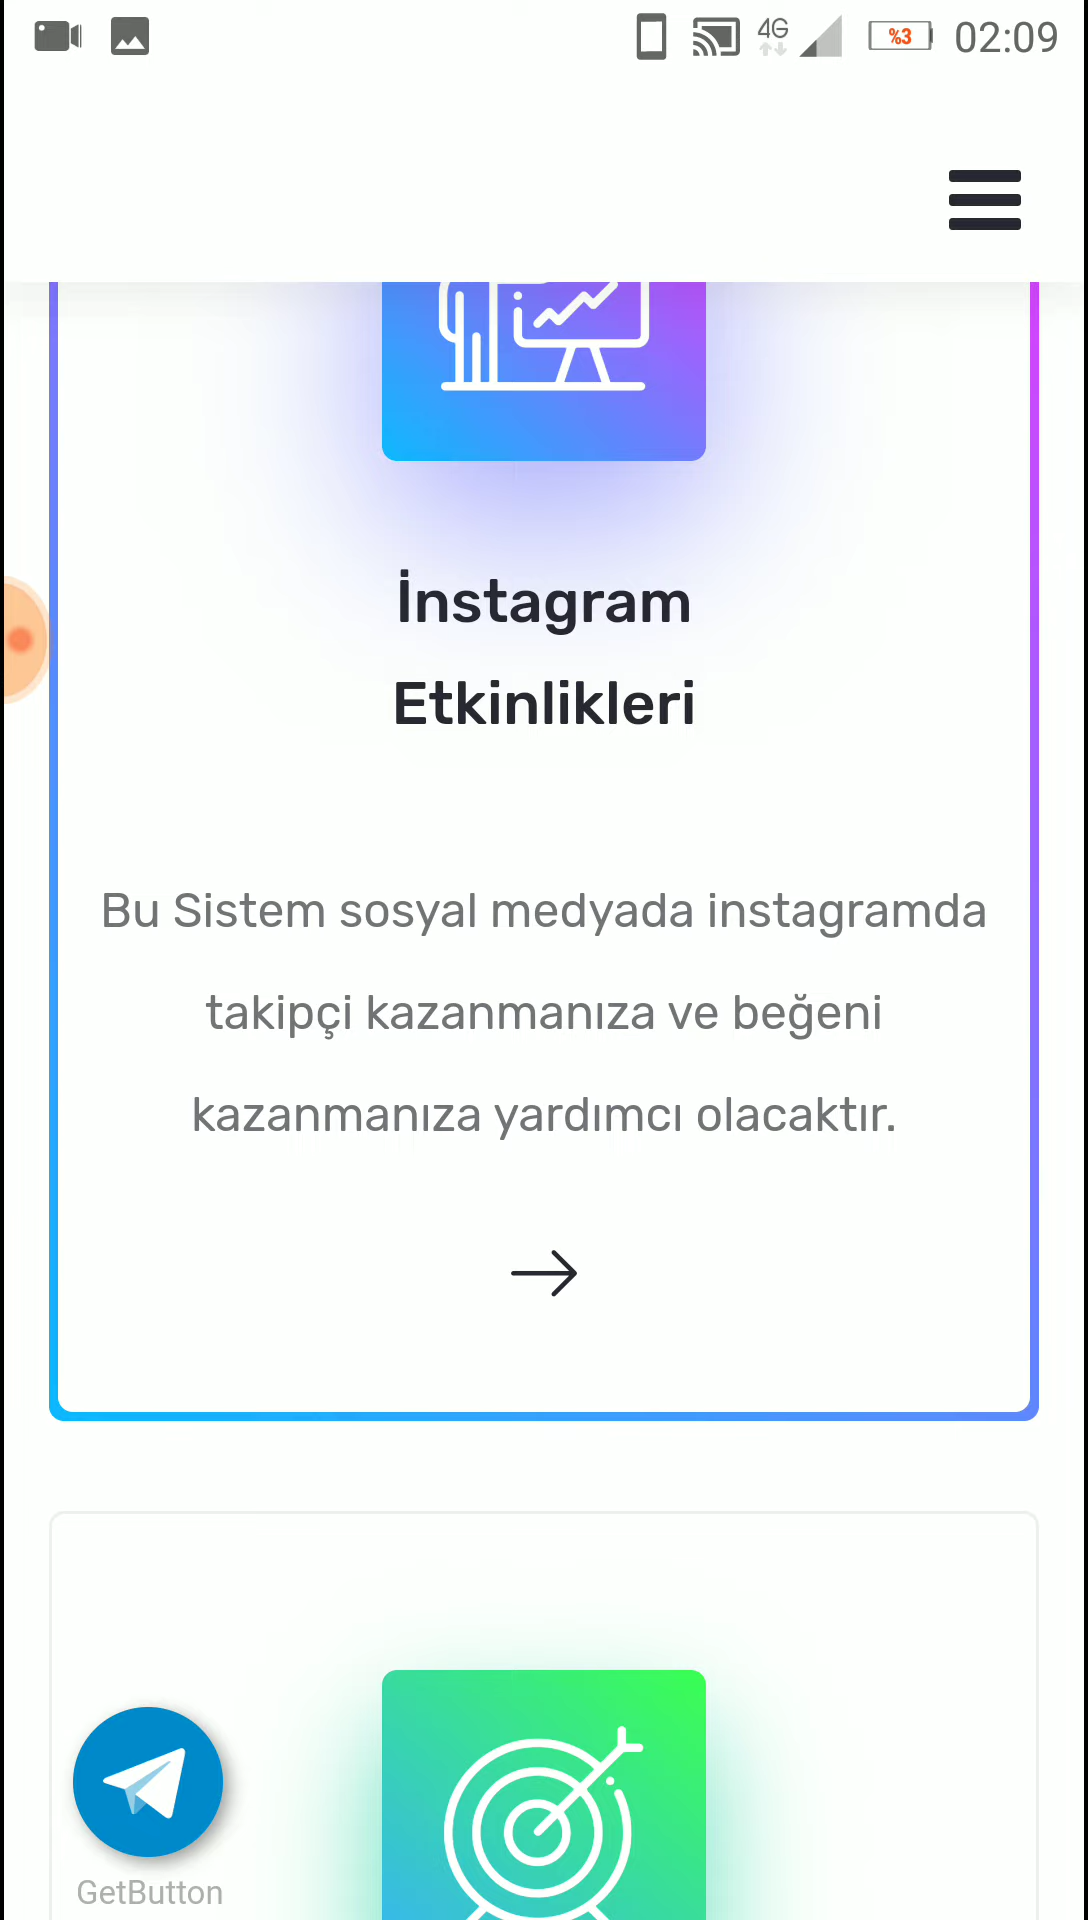 4G
%3
02:09
İnstagram
Etkinlikleri
Bu Sistem sosyal medyada instagramda
takipçi kazanmanıza ve beğeni
kazanmanıza yardımcı olacaktır.
GetButton